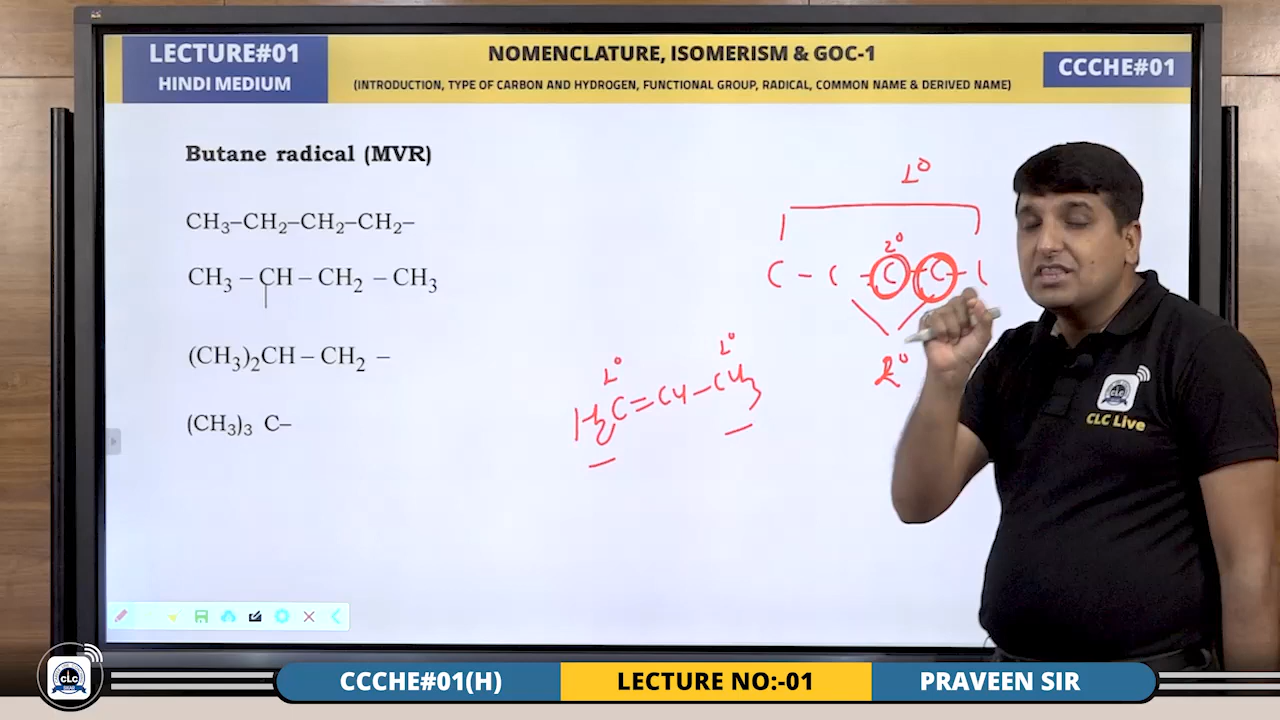 LECTURE#01
HINDI MEDIUM
NOMENCLATURE, ISOMERISM & GOC-1
(INTRODUCTION, TYPE OF CARBON AND HYDROGEN, FUNCTIONAL GROUP, RADICAL, COMMON NAME & DERIVED NAME)
CCCHE#01
Butane radical (MVR)
CH₃–CH₂–CH₂–CH₂–
CH₃ – CH – CH₂ – CH₃
(CH₃)₂CH – CH₂ –
(CH₃)₃ C–
1°
2°
C – C – C – C –
2°
1° 1°
H₂C=CH–CH₃
CLC Live
CCCHE#01(H)
LECTURE NO:-01
PRAVEEN SIR
CLC